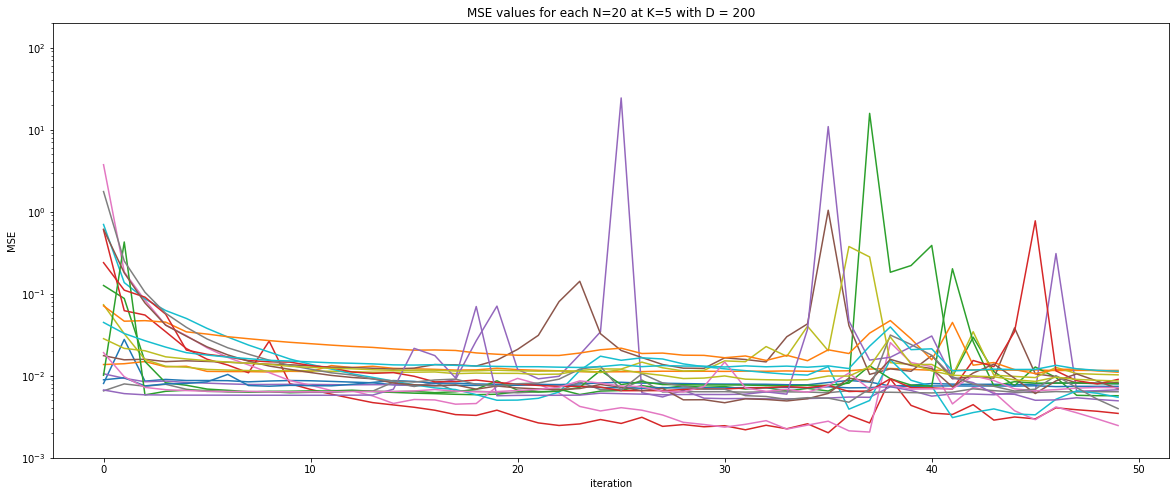 MSE values for each N=20 at K=5 with D = 200
10²
10¹
10⁰
10⁻¹
10⁻²
10⁻³
MSE
0 10 20 30 40 50
iteration